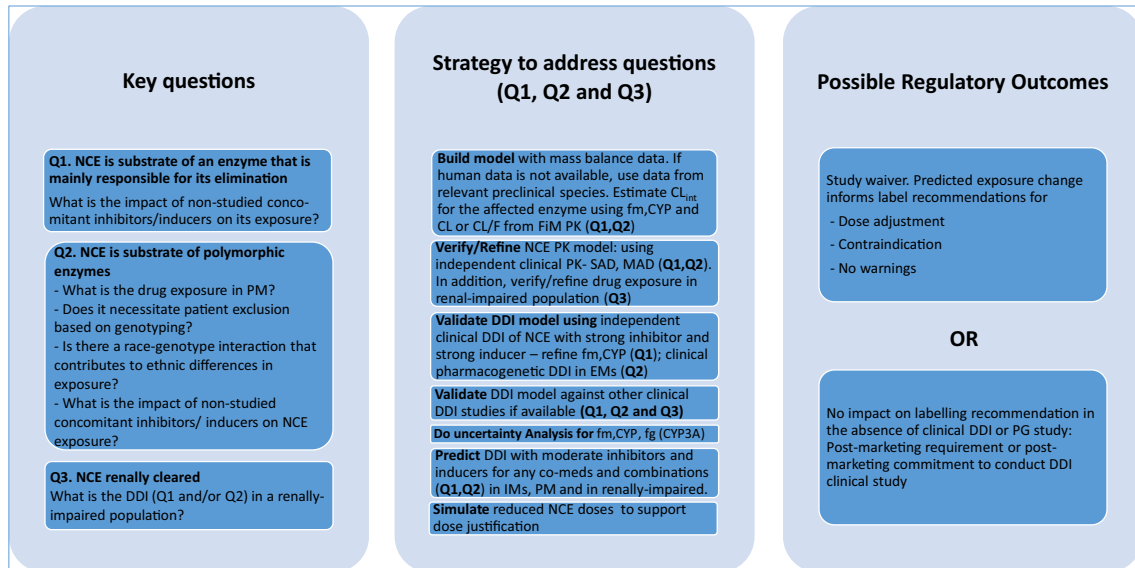 Key questions
Q1. NCE is substrate of an enzyme that is
mainly responsible for its elimination
What is the impact of non-studied conco-
mitant inhibitors/inducers on its exposure?
Q2. NCE is substrate of polymorphic
enzymes
- What is the drug exposure in PM?
- Does it necessitate patient exclusion
based on genotyping?
- Is there a race-genotype interaction that
contributes to ethnic differences in
exposure?
- What is the impact of non-studied
concomitant inhibitors/ inducers on NCE
exposure?
Q3. NCE renally cleared
What is the DDI (Q1 and/or Q2) in a renally-
impaired population?
Strategy to address questions
(Q1, Q2 and Q3)
Build model with mass balance data. If
human data is not available, use data from
relevant preclinical species. Estimate CLint
for the affected enzyme using fm,CYP and
CL or CL/F from FiM PK (Q1,Q2)
Verify/Refine NCE PK model: using
independent clinical PK- SAD, MAD (Q1,Q2).
In addition, verify/refine drug exposure in
renal-impaired population (Q3)
Validate DDI model using independent
clinical DDI of NCE with strong inhibitor and
strong inducer – refine fm,CYP (Q1); clinical
pharmacogenetic DDI in EMs (Q2)
Validate DDI model against other clinical
DDI studies if available (Q1, Q2 and Q3)
Do uncertainty Analysis for fm,CYP, fg (CYP3A)
Predict DDI with moderate inhibitors and
inducers for any co-meds and combinations
(Q1,Q2) in IMs, PM and in renally-impaired.
Simulate reduced NCE doses to support
dose justification
Possible Regulatory Outcomes
Study waiver. Predicted exposure change
informs label recommendations for
- Dose adjustment
- Contraindication
- No warnings
OR
No impact on labelling recommendation in
the absence of clinical DDI or PG study:
Post-marketing requirement or post-
marketing commitment to conduct DDI
clinical study